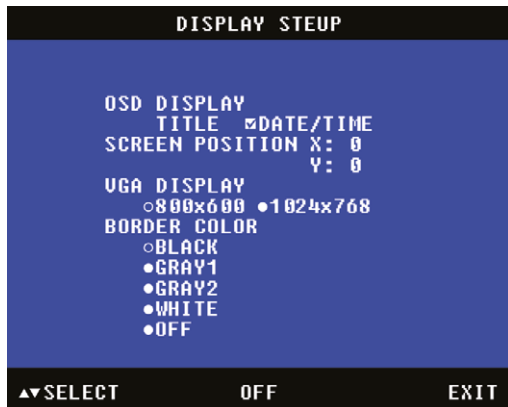 DISPLAY STEUP
OSD DISPLAY
TITLE ☑DATE/TIME
SCREEN POSITION X: 0
Y: 0
VGA DISPLAY
○800x600 ●1024x768
BORDER COLOR
○BLACK
●GRAY1
●GRAY2
●WHITE
●OFF
▲▼SELECT OFF EXIT